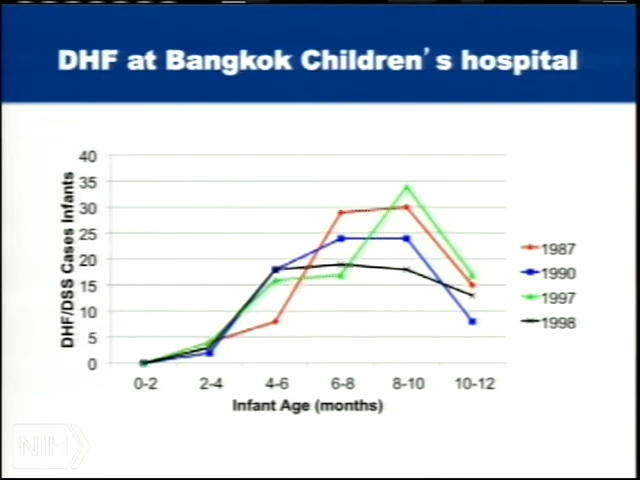 DHF at Bangkok Children's hospital
DHF/DSS Cases Infants
40
35
30
25
20
15
10
5
0
0-2 2-4 4-6 6-8 8-10 10-12
Infant Age (months)
1987
1990
1997
1998
NIH